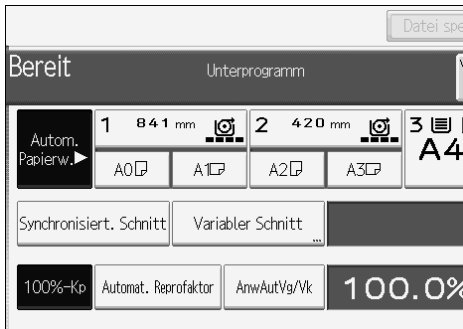 Datei spe
Bereit
Unterprogramm
Autom.
Papierw.▶
1 841 mm
2 420 mm
3
A4
A0
A1
A2
A3
Synchronisiert. Schnitt
Variabler Schnitt
...
100%-Kp
Automat. Reprofaktor
AnwAutVg/Vk
100.0%